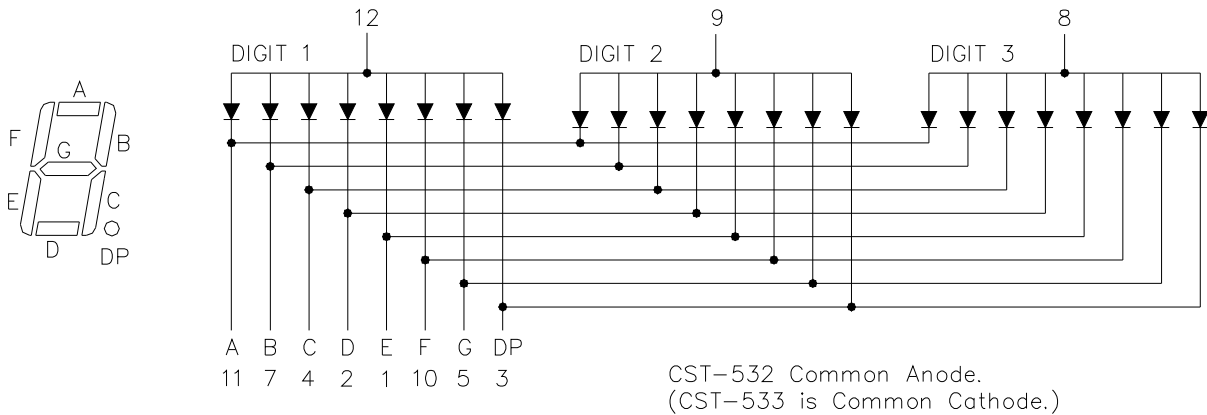 12 9 8
DIGIT 1 DIGIT 2 DIGIT 3
A
F B
G
E C
D
DP
A B C D E F G DP
11 7 4 2 1 10 5 3
CST-532 Common Anode.
(CST-533 is Common Cathode.)